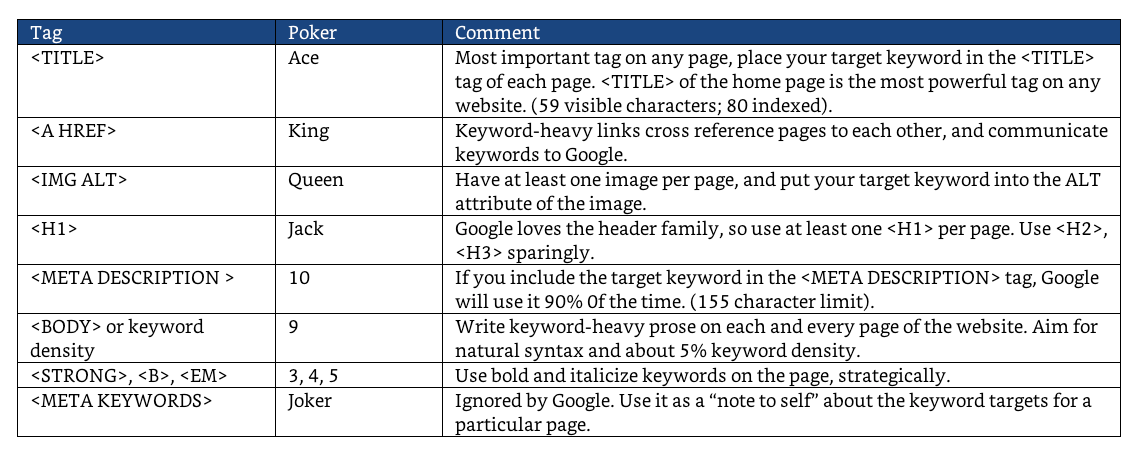 Tag Poker Comment
<TITLE> Ace Most important tag on any page, place your target keyword in the <TITLE>
tag of each page. <TITLE> of the home page is the most powerful tag on any
website. (59 visible characters; 80 indexed).
<A HREF> King Keyword-heavy links cross reference pages to each other, and communicate
keywords to Google.
<IMG ALT> Queen Have at least one image per page, and put your target keyword into the ALT
attribute of the image.
<H1> Jack Google loves the header family, so use at least one <H1> per page. Use <H2>,
<H3> sparingly.
<META DESCRIPTION > 10 If you include the target keyword in the <META DESCRIPTION> tag, Google
will use it 90% 0f the time. (155 character limit).
<BODY> or keyword 9 Write keyword-heavy prose on each and every page of the website. Aim for
density natural syntax and about 5% keyword density.
<STRONG>, <B>, <EM> 3, 4, 5 Use bold and italicize keywords on the page, strategically.
<META KEYWORDS> Joker Ignored by Google. Use it as a “note to self” about the keyword targets for a
particular page.